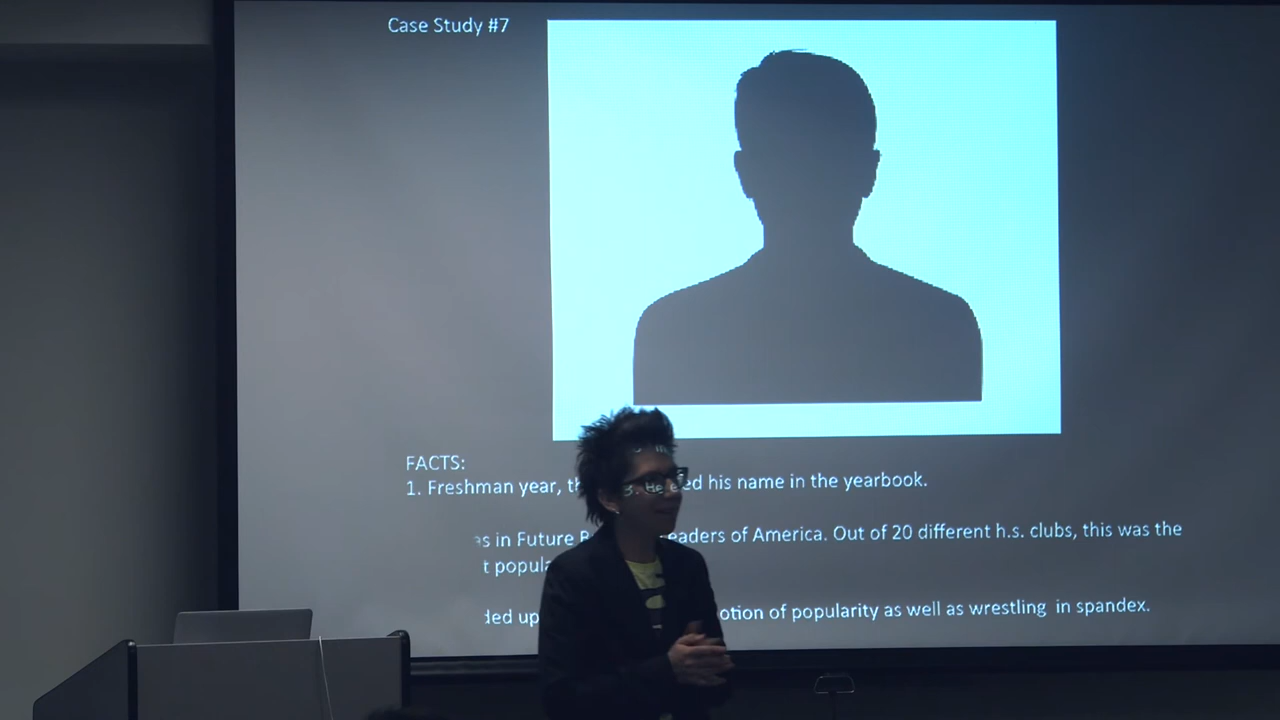 Case Study #7
FACTS:
1. Freshman year, ed his name in the yearbook.
3. He
in Future eaders of America. Out of 20 different h.s. clubs, this was the
t popula
ded up otion of popularity as well as wrestling in spandex.